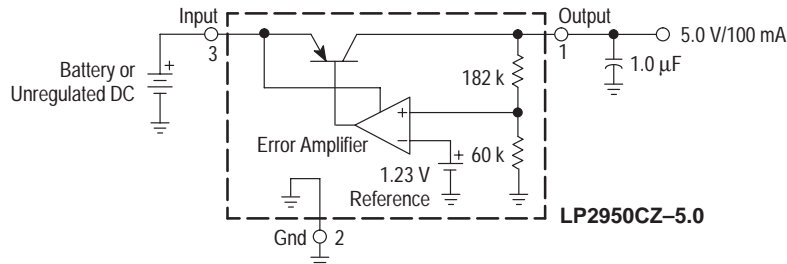 Input
3
Output
1
5.0 V/100 mA
1.0 µF
+
Battery or
Unregulated DC
182 k
+
–
Error Amplifier
60 k
+
1.23 V
Reference
LP2950CZ–5.0
Gnd
2